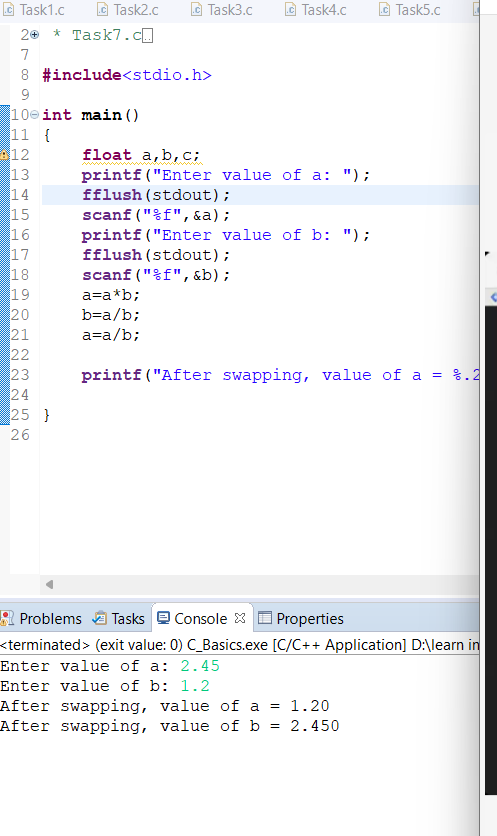 Task1.c Task2.c Task3.c Task4.c Task5.c
2 * Task7.c
7
8 #include<stdio.h>
9
10 int main()
11 {
12 float a,b,c;
13 printf("Enter value of a: ");
14 fflush(stdout);
15 scanf("%f",&a);
16 printf("Enter value of b: ");
17 fflush(stdout);
18 scanf("%f",&b);
19 a=a*b;
20 b=a/b;
21 a=a/b;
22
23 printf("After swapping, value of a = %.2
24
25 }
26
Problems Tasks Console Properties
<terminated> (exit value: 0) C_Basics.exe [C/C++ Application] D:\learn in
Enter value of a: 2.45
Enter value of b: 1.2
After swapping, value of a = 1.20
After swapping, value of b = 2.450